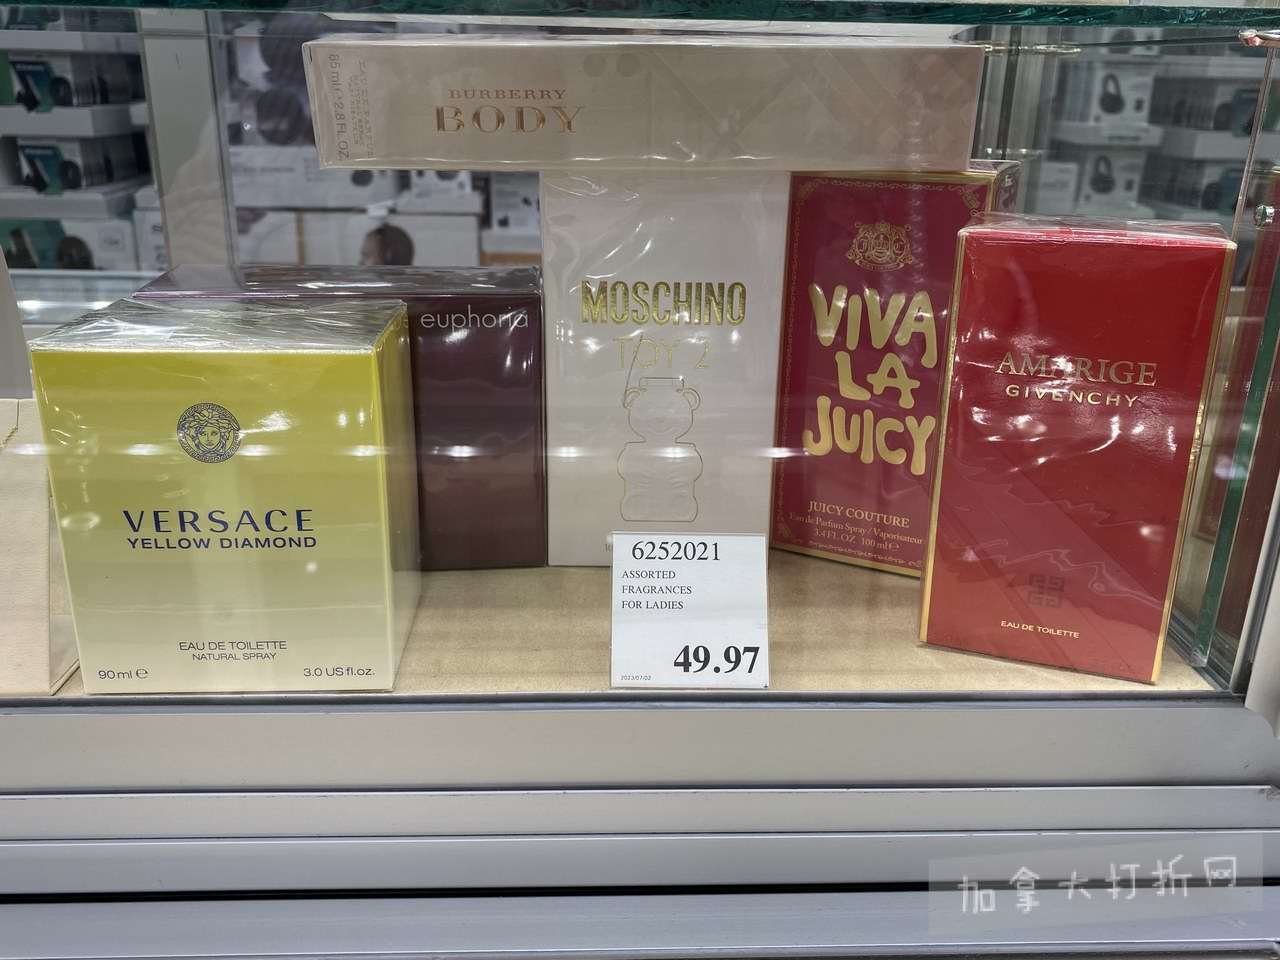 BURBERRY
BODY
85 ml ℮ 2.8 FL. OZ.
euphoria
MOSCHINO
TOY 2
VIVA
LA
JUICY
JUICY COUTURE
Eau de Parfum Spray / Vaporisateur
3.4 FL OZ 100 ml ℮
AMARIGE
GIVENCHY
EAU DE TOILETTE
VERSACE
YELLOW DIAMOND
EAU DE TOILETTE
NATURAL SPRAY
90 ml ℮ 3.0 US fl.oz.
6252021
ASSORTED
FRAGRANCES
FOR LADIES
49.97
2023/07/02
加拿大打折网